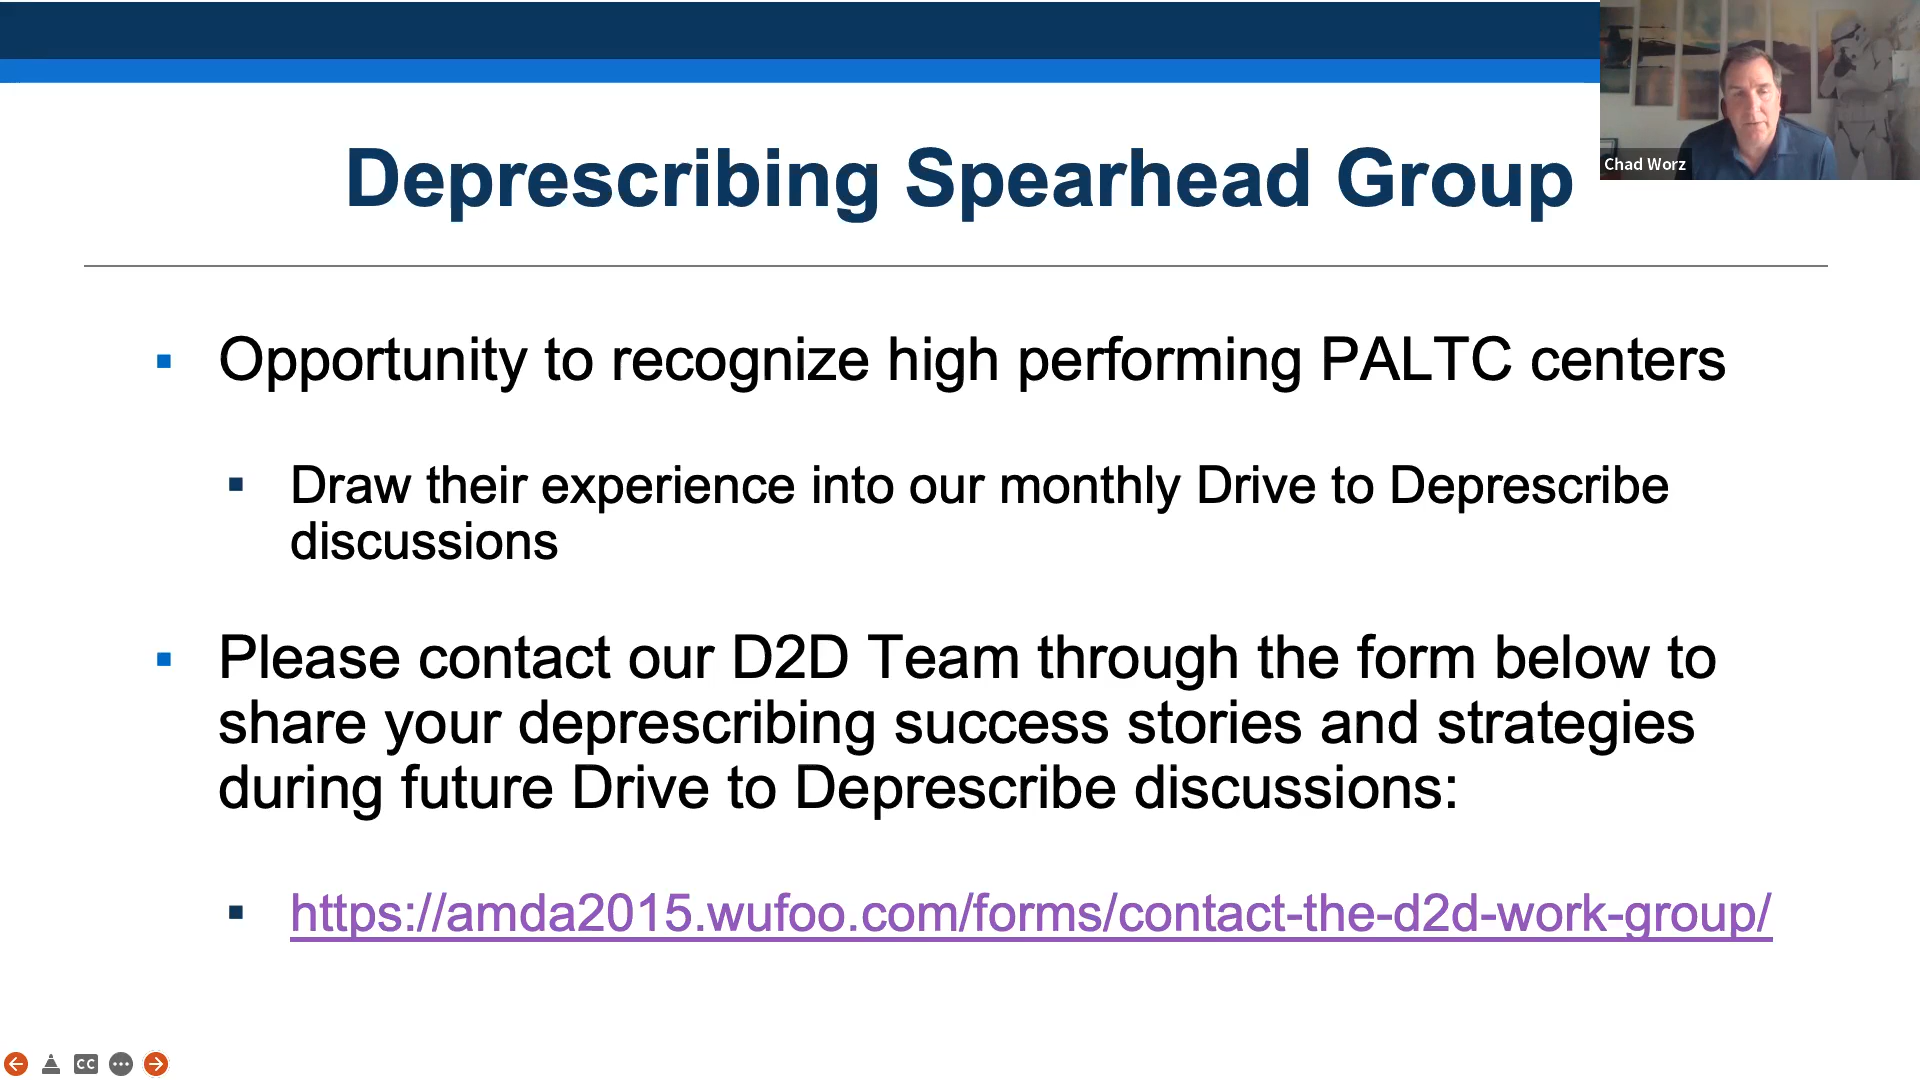 Deprescribing Spearhead Group
Chad Worz
Opportunity to recognize high performing PALTC centers
Draw their experience into our monthly Drive to Deprescribe
discussions
Please contact our D2D Team through the form below to
share your deprescribing success stories and strategies
during future Drive to Deprescribe discussions:
https://amda2015.wufoo.com/forms/contact-the-d2d-work-group/
CC